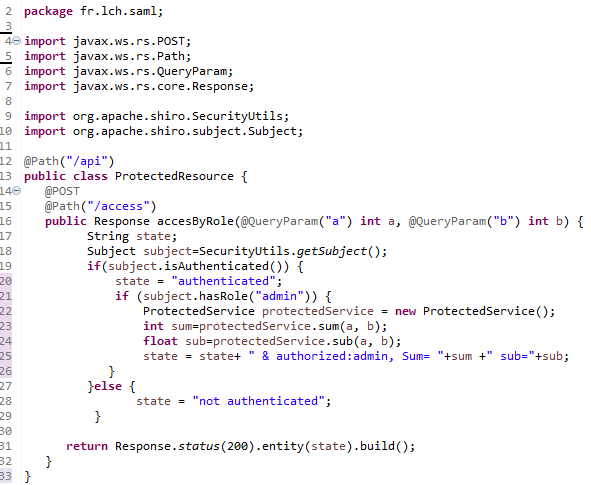 2 package fr.lch.saml;
3
4 import javax.ws.rs.POST;
5 import javax.ws.rs.Path;
6 import javax.ws.rs.QueryParam;
7 import javax.ws.rs.core.Response;
8
9 import org.apache.shiro.SecurityUtils;
10 import org.apache.shiro.subject.Subject;
11
12 @Path("/api")
13 public class ProtectedResource {
14 @POST
15 @Path("/access")
16 public Response accesByRole(@QueryParam("a") int a, @QueryParam("b") int b) {
17 String state;
18 Subject subject=SecurityUtils.getSubject();
19 if(subject.isAuthenticated()) {
20 state = "authenticated";
21 if (subject.hasRole("admin")) {
22 ProtectedService protectedService = new ProtectedService();
23 int sum=protectedService.sum(a, b);
24 float sub=protectedService.sub(a, b);
25 state = state+ " & authorized:admin, Sum= "+sum +" sub="+sub;
26 }
27 }else {
28 state = "not authenticated";
29 }
30
31 return Response.status(200).entity(state).build();
32 }
33 }